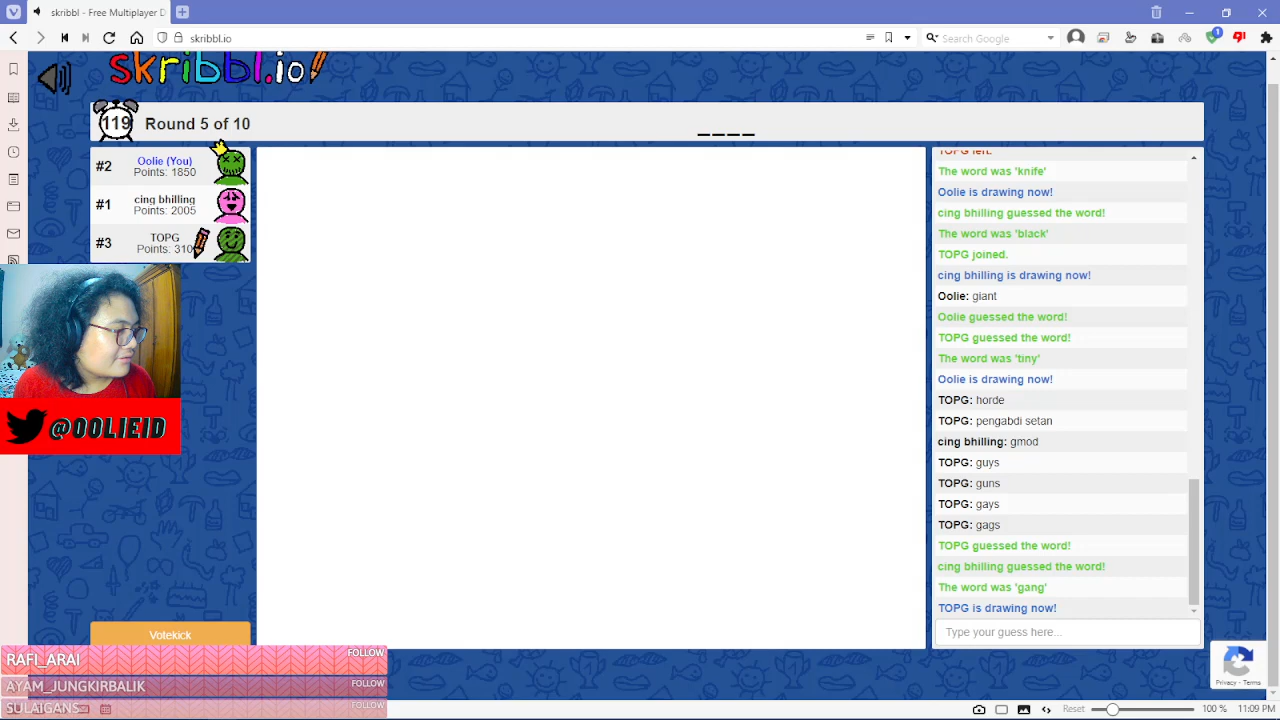 skribbl - Free Multiplayer D
skribbl.io
Search Google
1
skribbl.io
119
Round 5 of 10
____
#2
Oolie (You)
Points: 1850
#1
cing bhilling
Points: 2005
#3
TOPG
Points: 310
@OOLIEID
Votekick
RAFI_ARAI
FOLLOW
AYAM_JUNGKIRBALIK
FOLLOW
SULAIGANS
FOLLOW
TOPG left.
The word was 'knife'
Oolie is drawing now!
cing bhilling guessed the word!
The word was 'black'
TOPG joined.
cing bhilling is drawing now!
Oolie: giant
Oolie guessed the word!
TOPG guessed the word!
The word was 'tiny'
Oolie is drawing now!
TOPG: horde
TOPG: pengabdi setan
cing bhilling: gmod
TOPG: guys
TOPG: guns
TOPG: gays
TOPG: gags
TOPG guessed the word!
cing bhilling guessed the word!
The word was 'gang'
TOPG is drawing now!
Type your guess here...
Privacy - Terms
Reset
100 %
11:09 PM